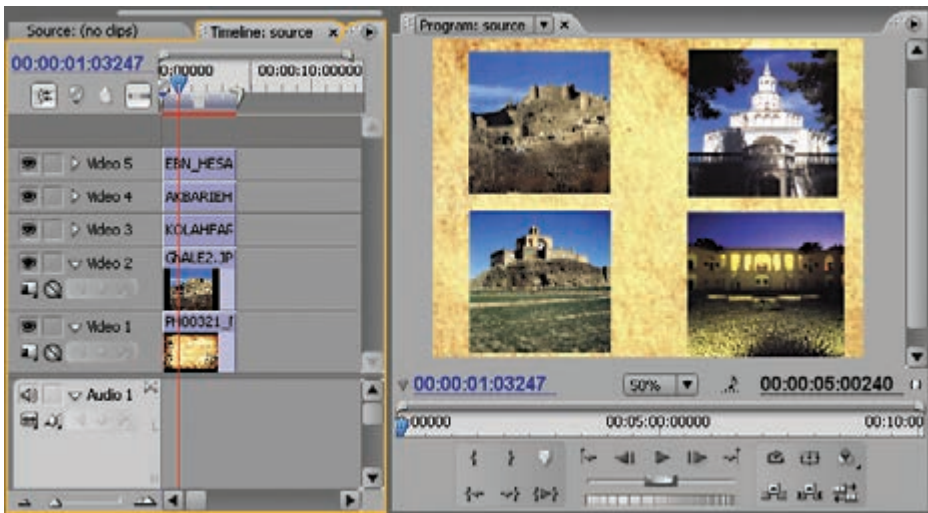 Source: (no clips)
Timeline: source
00:00:01:03247
0:00000
00:00:10:00000
Video 5
EBN_HESA
Video 4
AKBARIEH
Video 3
KOLAHFAR
Video 2
GhALE2.JP
Video 1
PH00321_
Audio 1
Program: source
00:00:01:03247
50%
00:00:05:00240
00000
00:05:00:00000
00:10:00